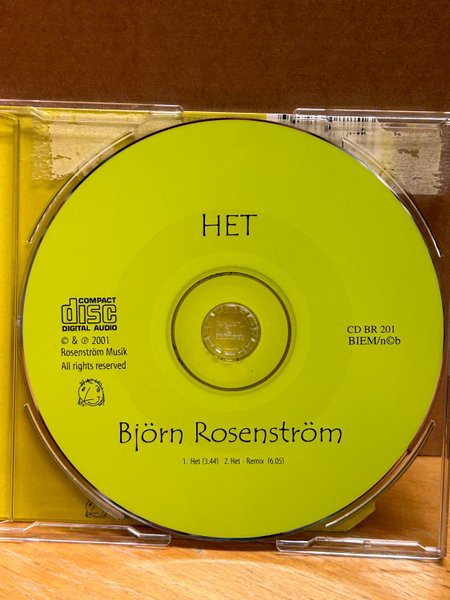 HET
COMPACT
disc
DIGITAL AUDIO
© & ℗ 2001
Rosenström Musik
All rights reserved
CD BR 201
BIEM/n©b
Björn Rosenström
1. Het (3.44) 2. Het - Remix (6.05)